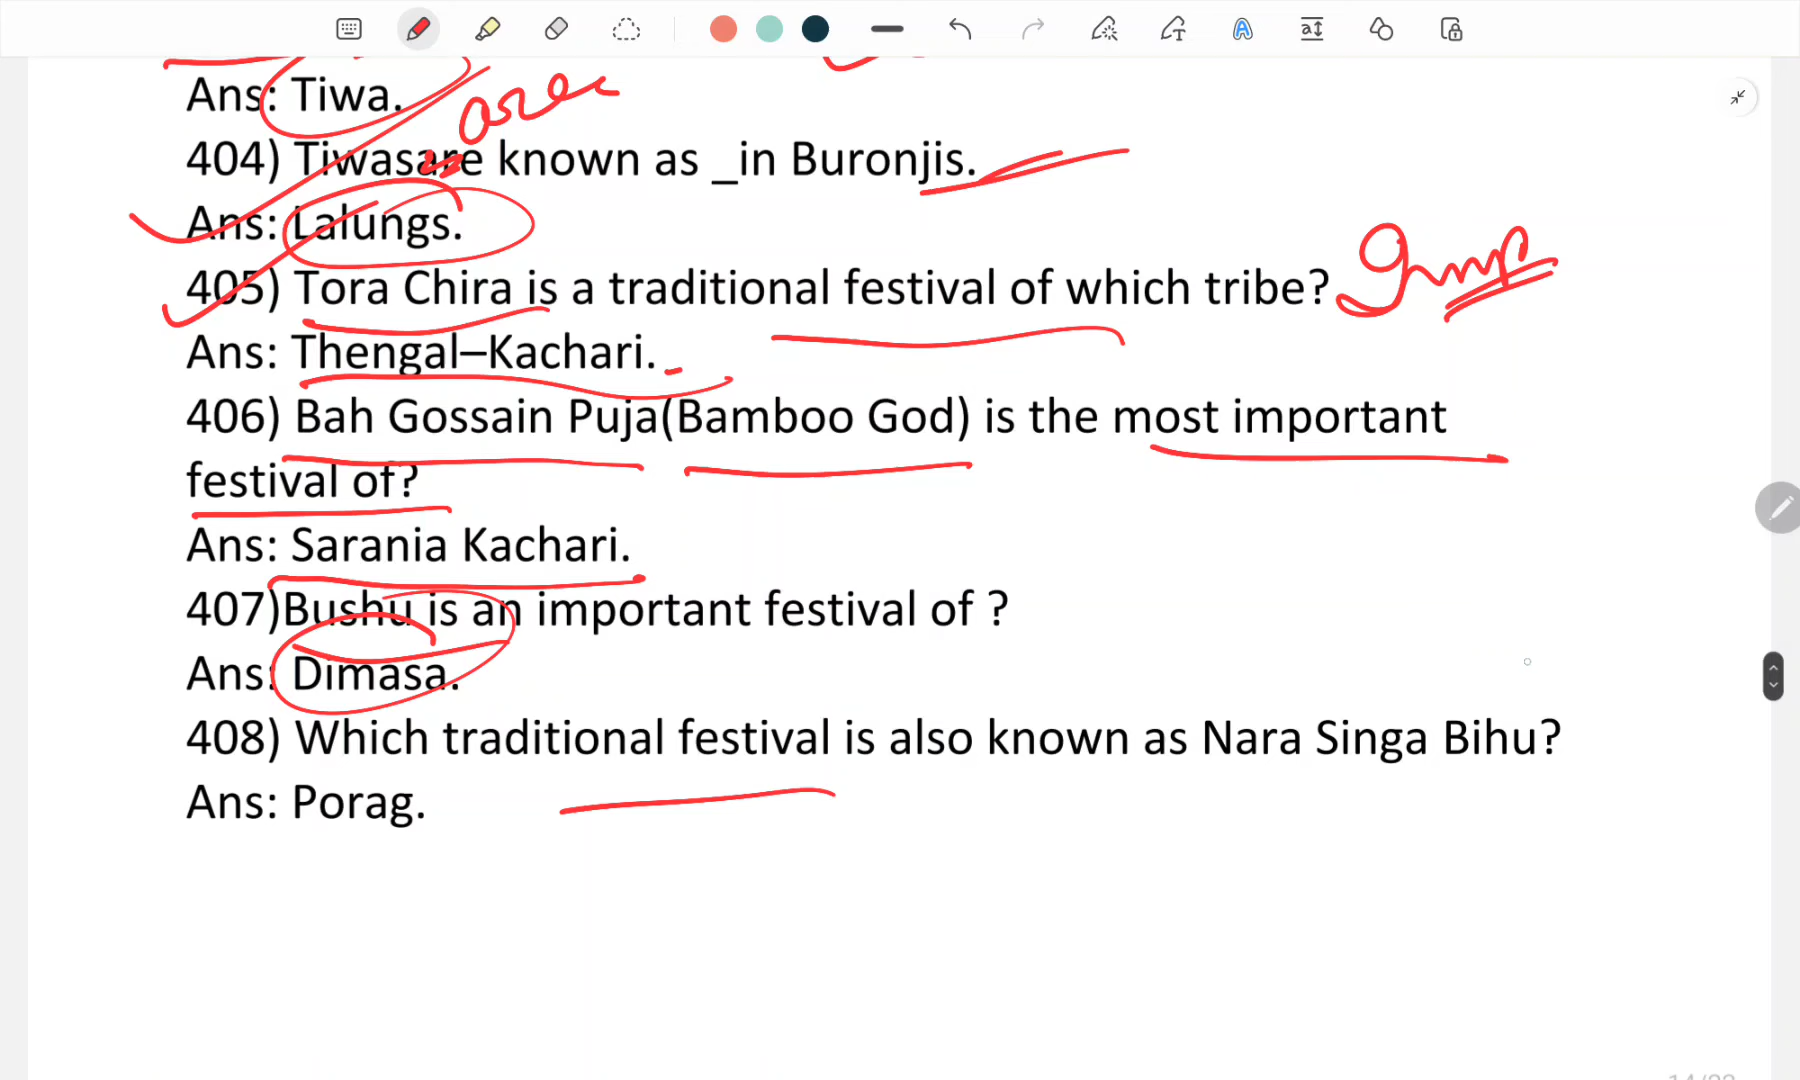 Ans: Tiwa.
are
404) Tiwasare known as _in Buronjis.
Ans: Lalungs.
405) Tora Chira is a traditional festival of which tribe? Imp
Ans: Thengal–Kachari.
406) Bah Gossain Puja(Bamboo God) is the most important
festival of?
Ans: Sarania Kachari.
407)Bushu is an important festival of ?
Ans: Dimasa.
408) Which traditional festival is also known as Nara Singa Bihu?
Ans: Porag.